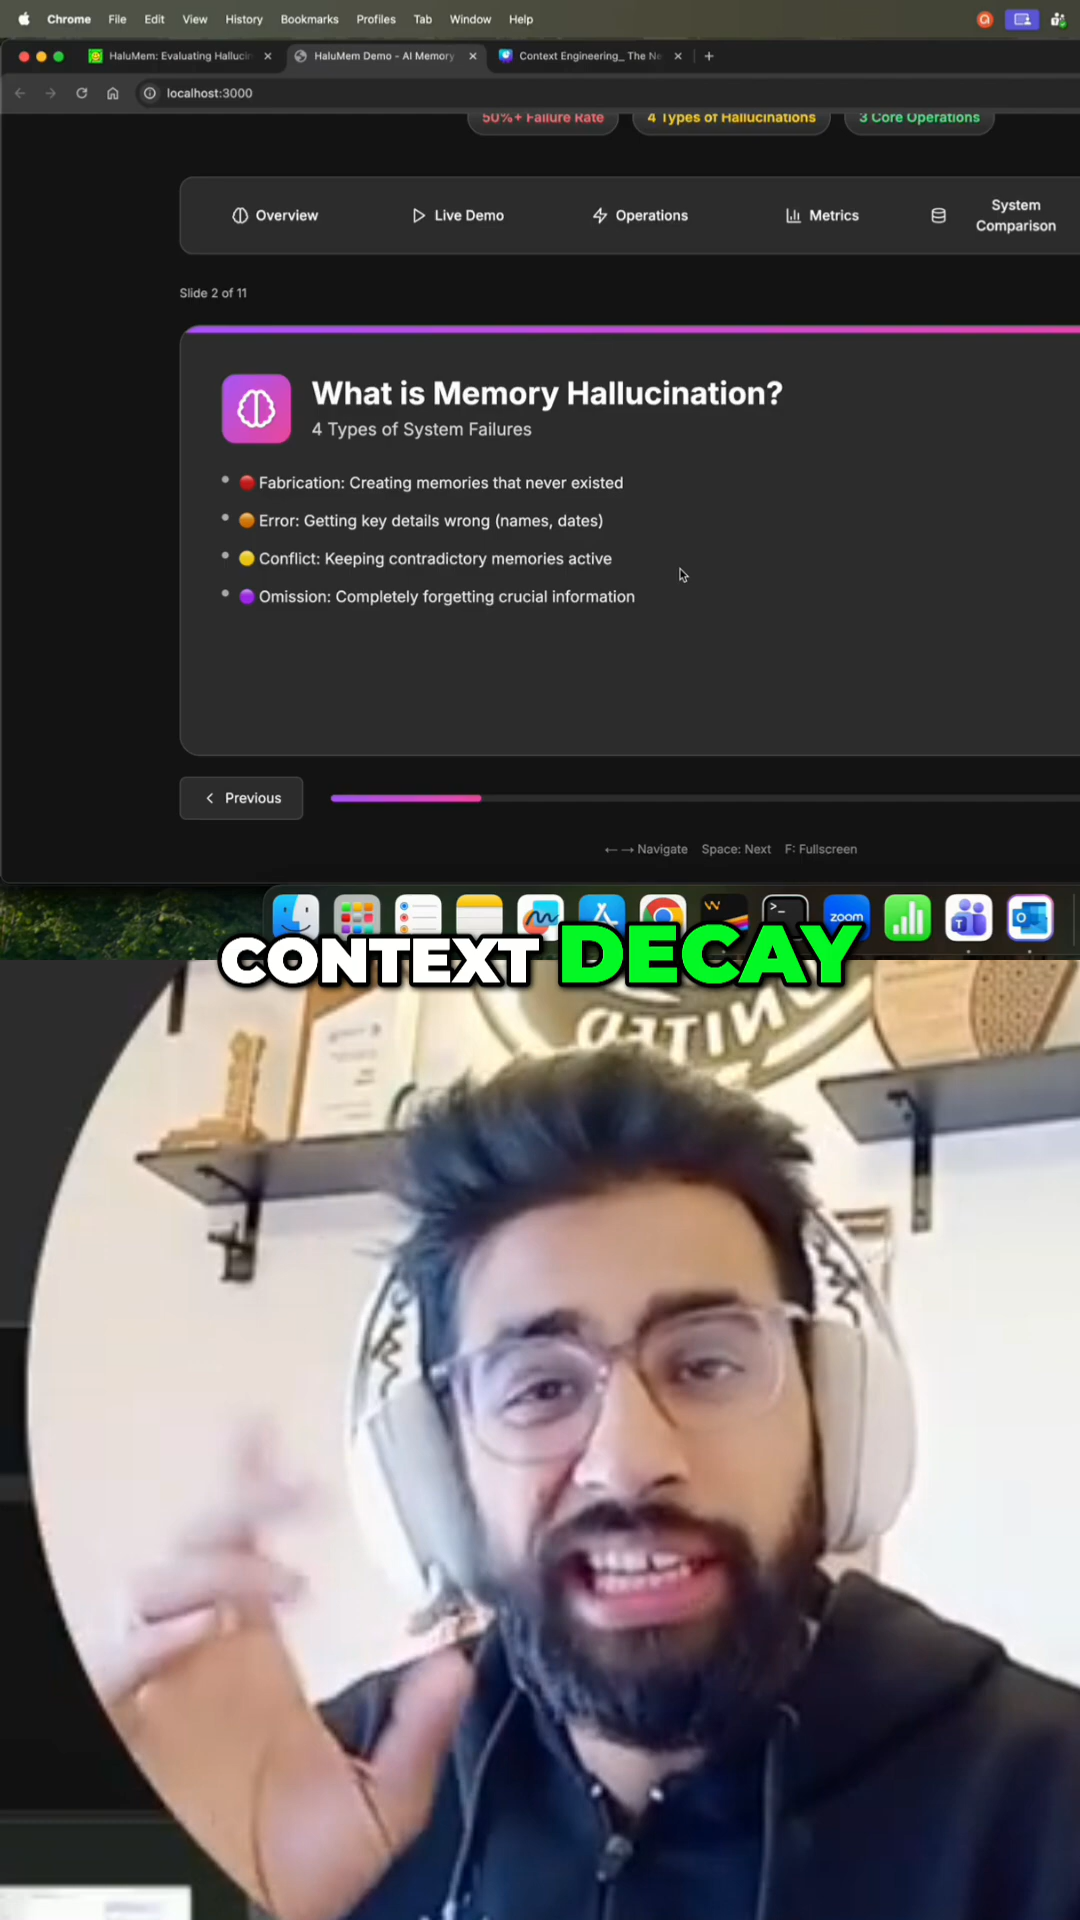 Chrome File Edit View History Bookmarks Profiles Tab Window Help
HaluMem: Evaluating Hallucin
HaluMem Demo - AI Memory
Context Engineering_ The Ne
localhost:3000
50%+ Failure Rate
4 Types of Hallucinations
3 Core Operations
Overview
Live Demo
Operations
Metrics
System
Comparison
Slide 2 of 11
What is Memory Hallucination?
4 Types of System Failures
Fabrication: Creating memories that never existed
Error: Getting key details wrong (names, dates)
Conflict: Keeping contradictory memories active
Omission: Completely forgetting crucial information
Previous
←→ Navigate Space: Next F: Fullscreen
zoom
CONTEXT DECAY
UNITED